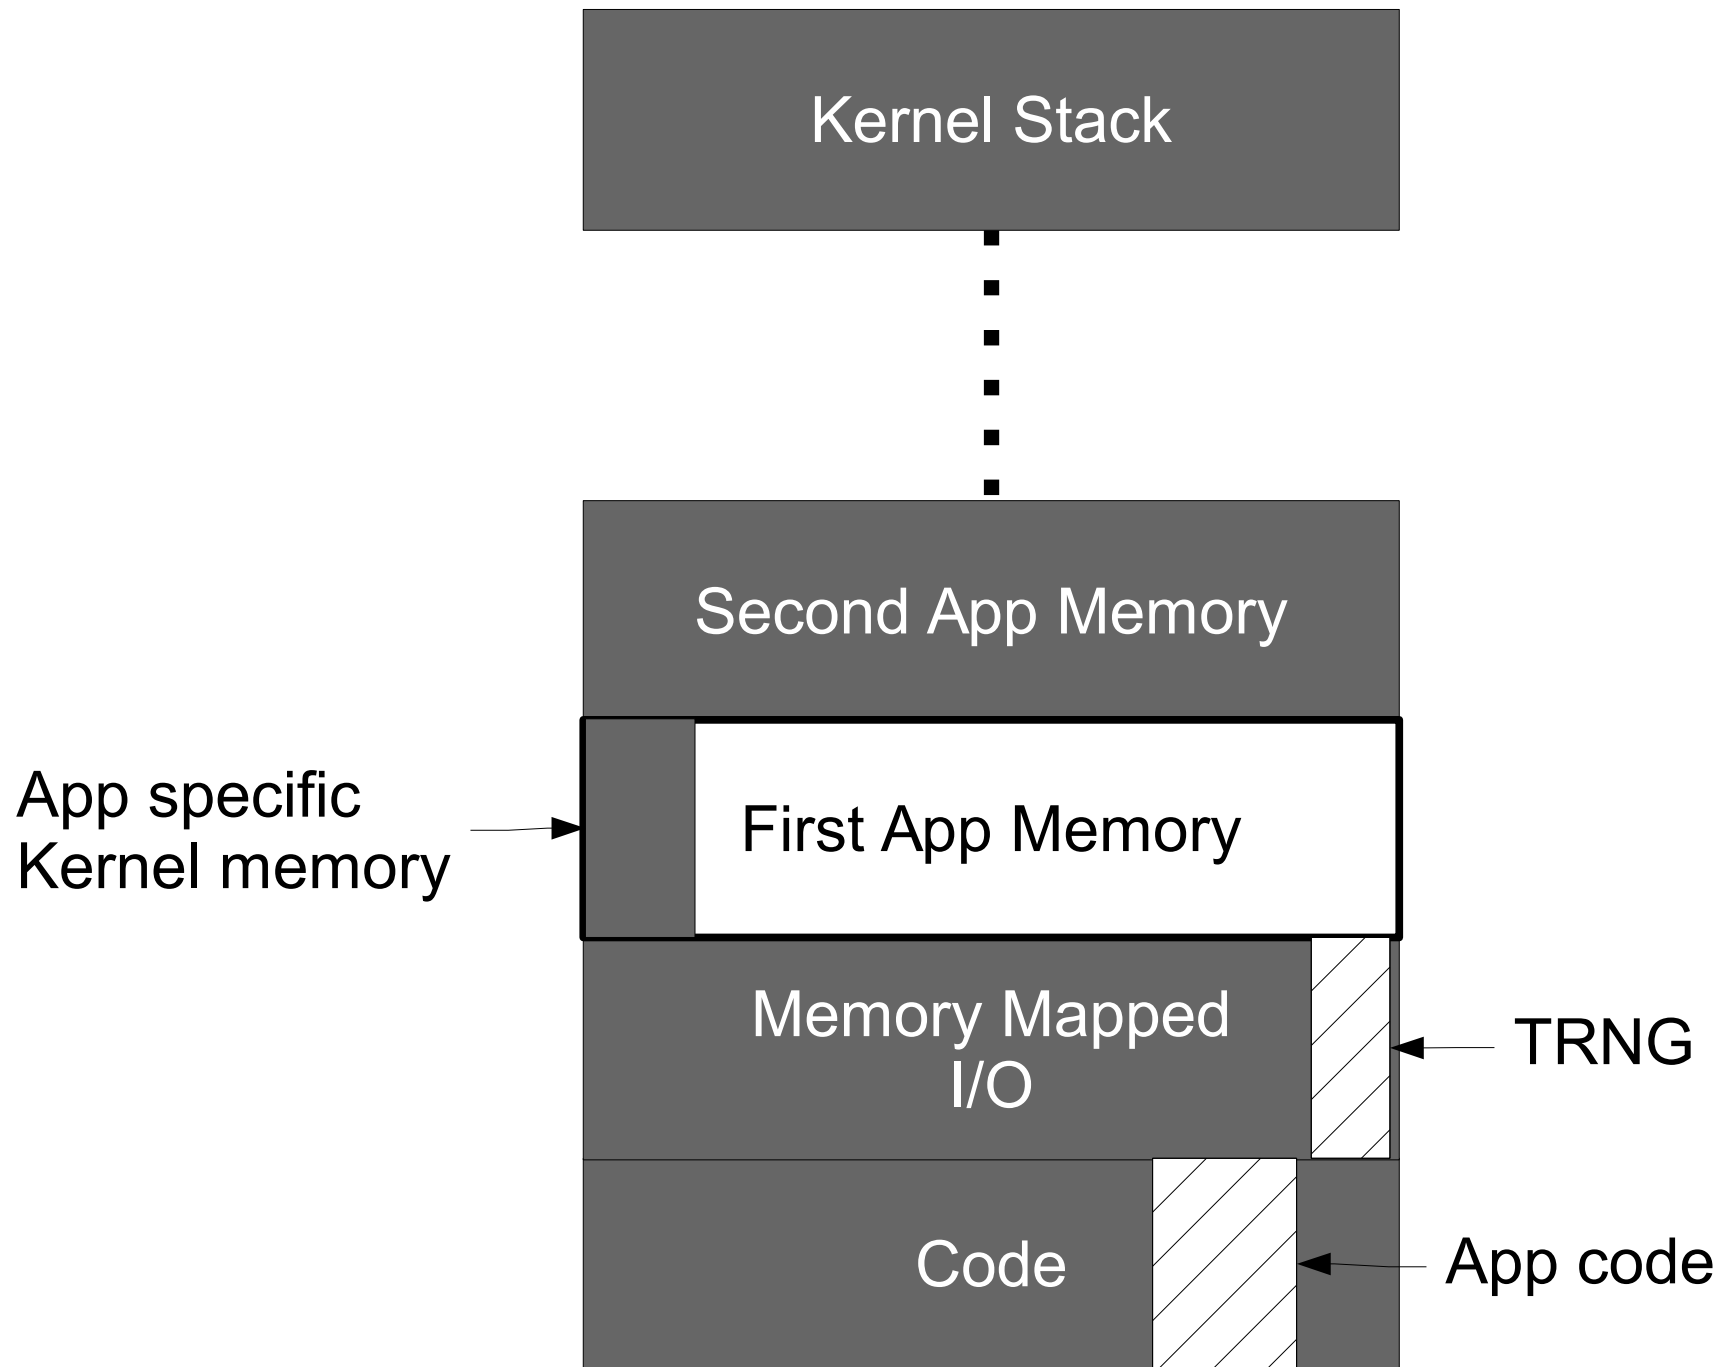 Kernel Stack
Second App Memory
App specific
Kernel memory
First App Memory
Memory Mapped
I/O
TRNG
Code
App code